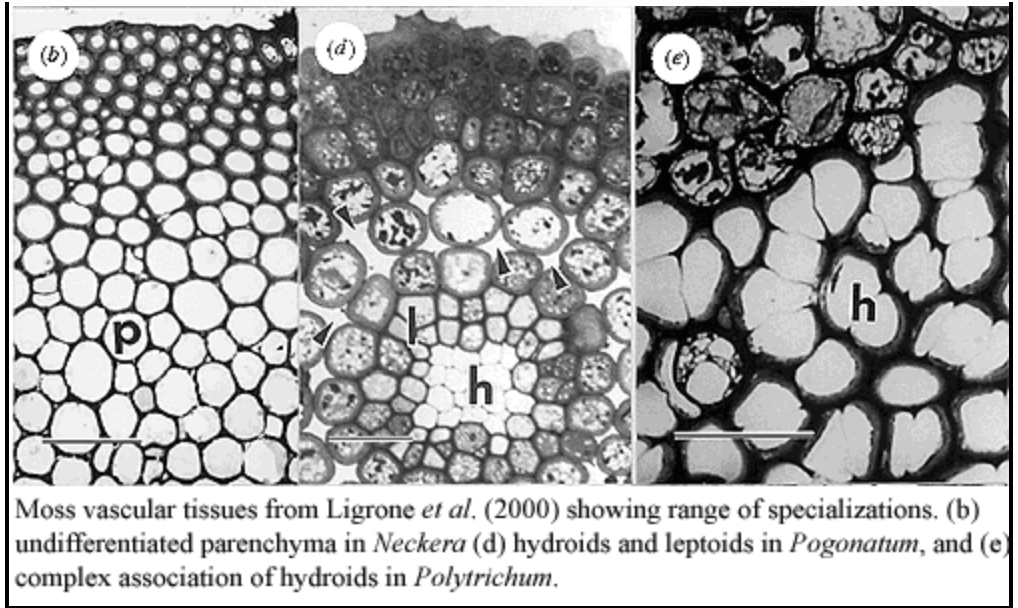 (b)
(d)
(e)
p
l
h
h
Moss vascular tissues from Ligrone et al. (2000) showing range of specializations. (b)
undifferentiated parenchyma in Neckera (d) hydroids and leptoids in Pogonatum, and (e)
complex association of hydroids in Polytrichum.